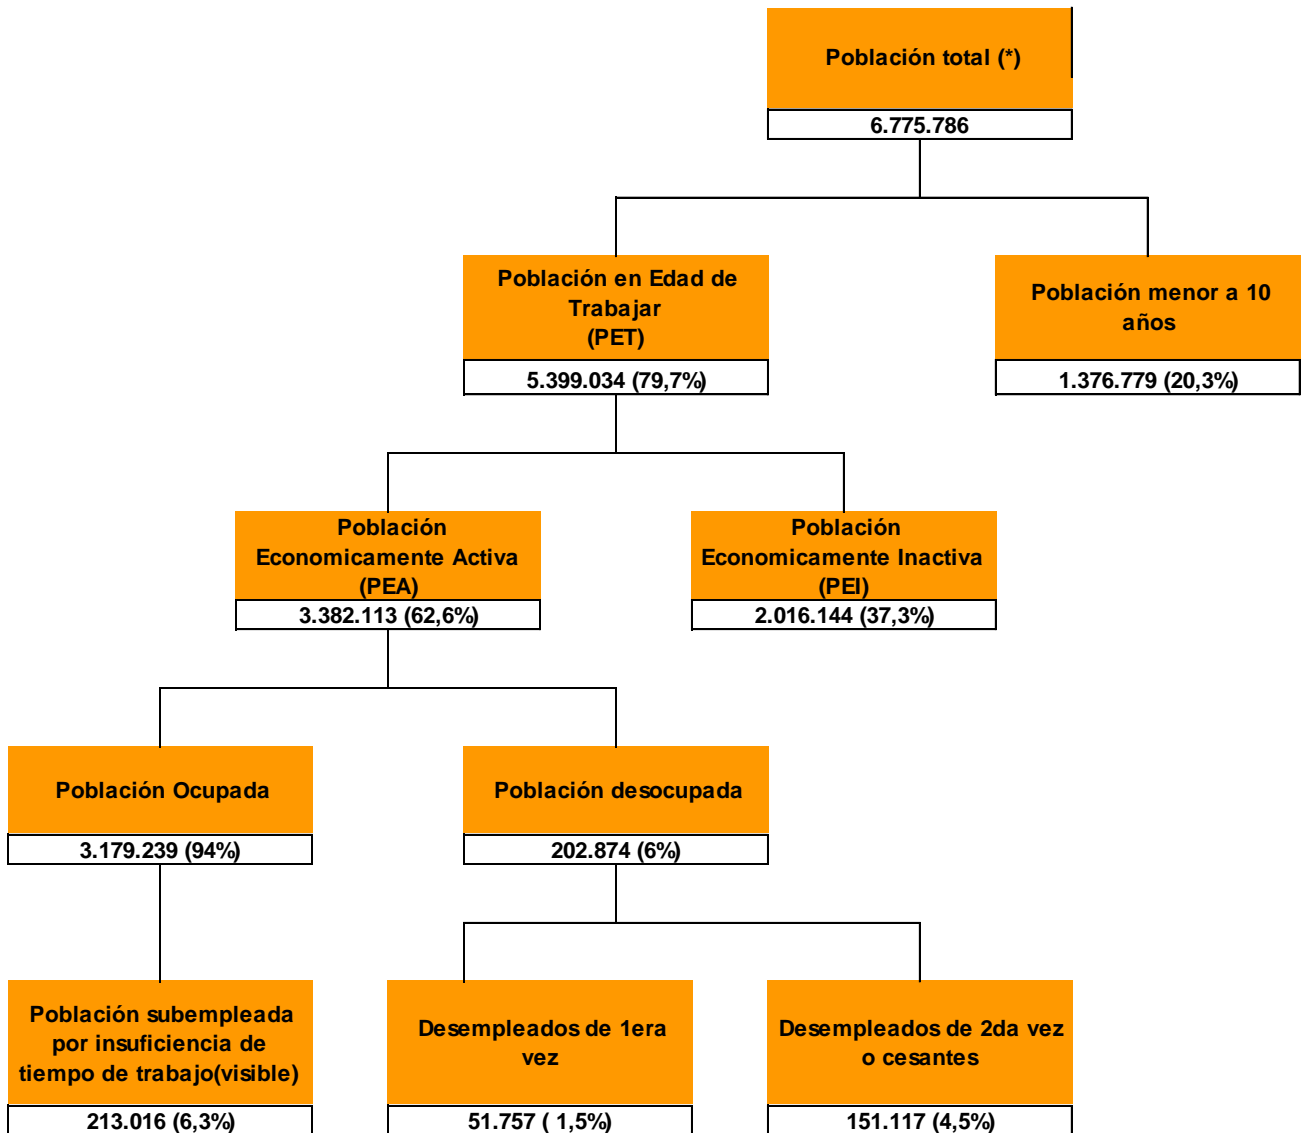 Población total (*)
6.775.786
Población en Edad de
Trabajar
(PET)
5.399.034 (79,7%)
Población menor a 10
años
1.376.779 (20,3%)
Población
Economicamente Activa
(PEA)
3.382.113 (62,6%)
Población
Economicamente Inactiva
(PEI)
2.016.144 (37,3%)
Población Ocupada
3.179.239 (94%)
Población desocupada
202.874 (6%)
Población subempleada
por insuficiencia de
tiempo de trabajo(visible)
213.016 (6,3%)
Desempleados de 1era
vez
51.757 ( 1,5%)
Desempleados de 2da vez
o cesantes
151.117 (4,5%)